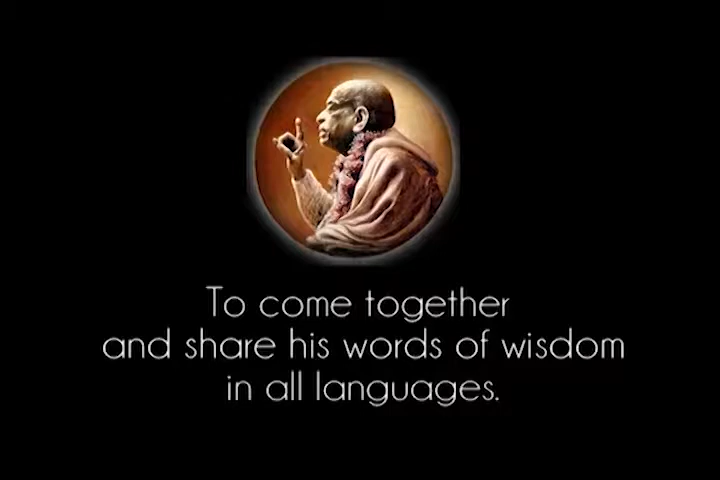 To come together
and share his words of wisdom
in all languages.